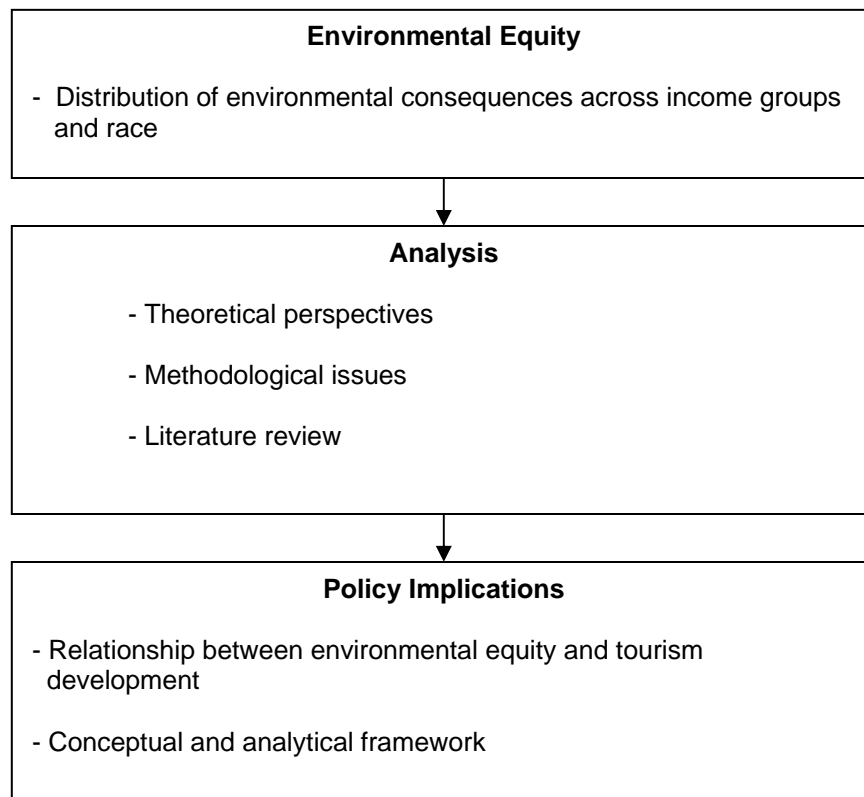 Environmental Equity
- Distribution of environmental consequences across income groups
and race
Analysis
- Theoretical perspectives
- Methodological issues
- Literature review
Policy Implications
- Relationship between environmental equity and tourism
development
- Conceptual and analytical framework